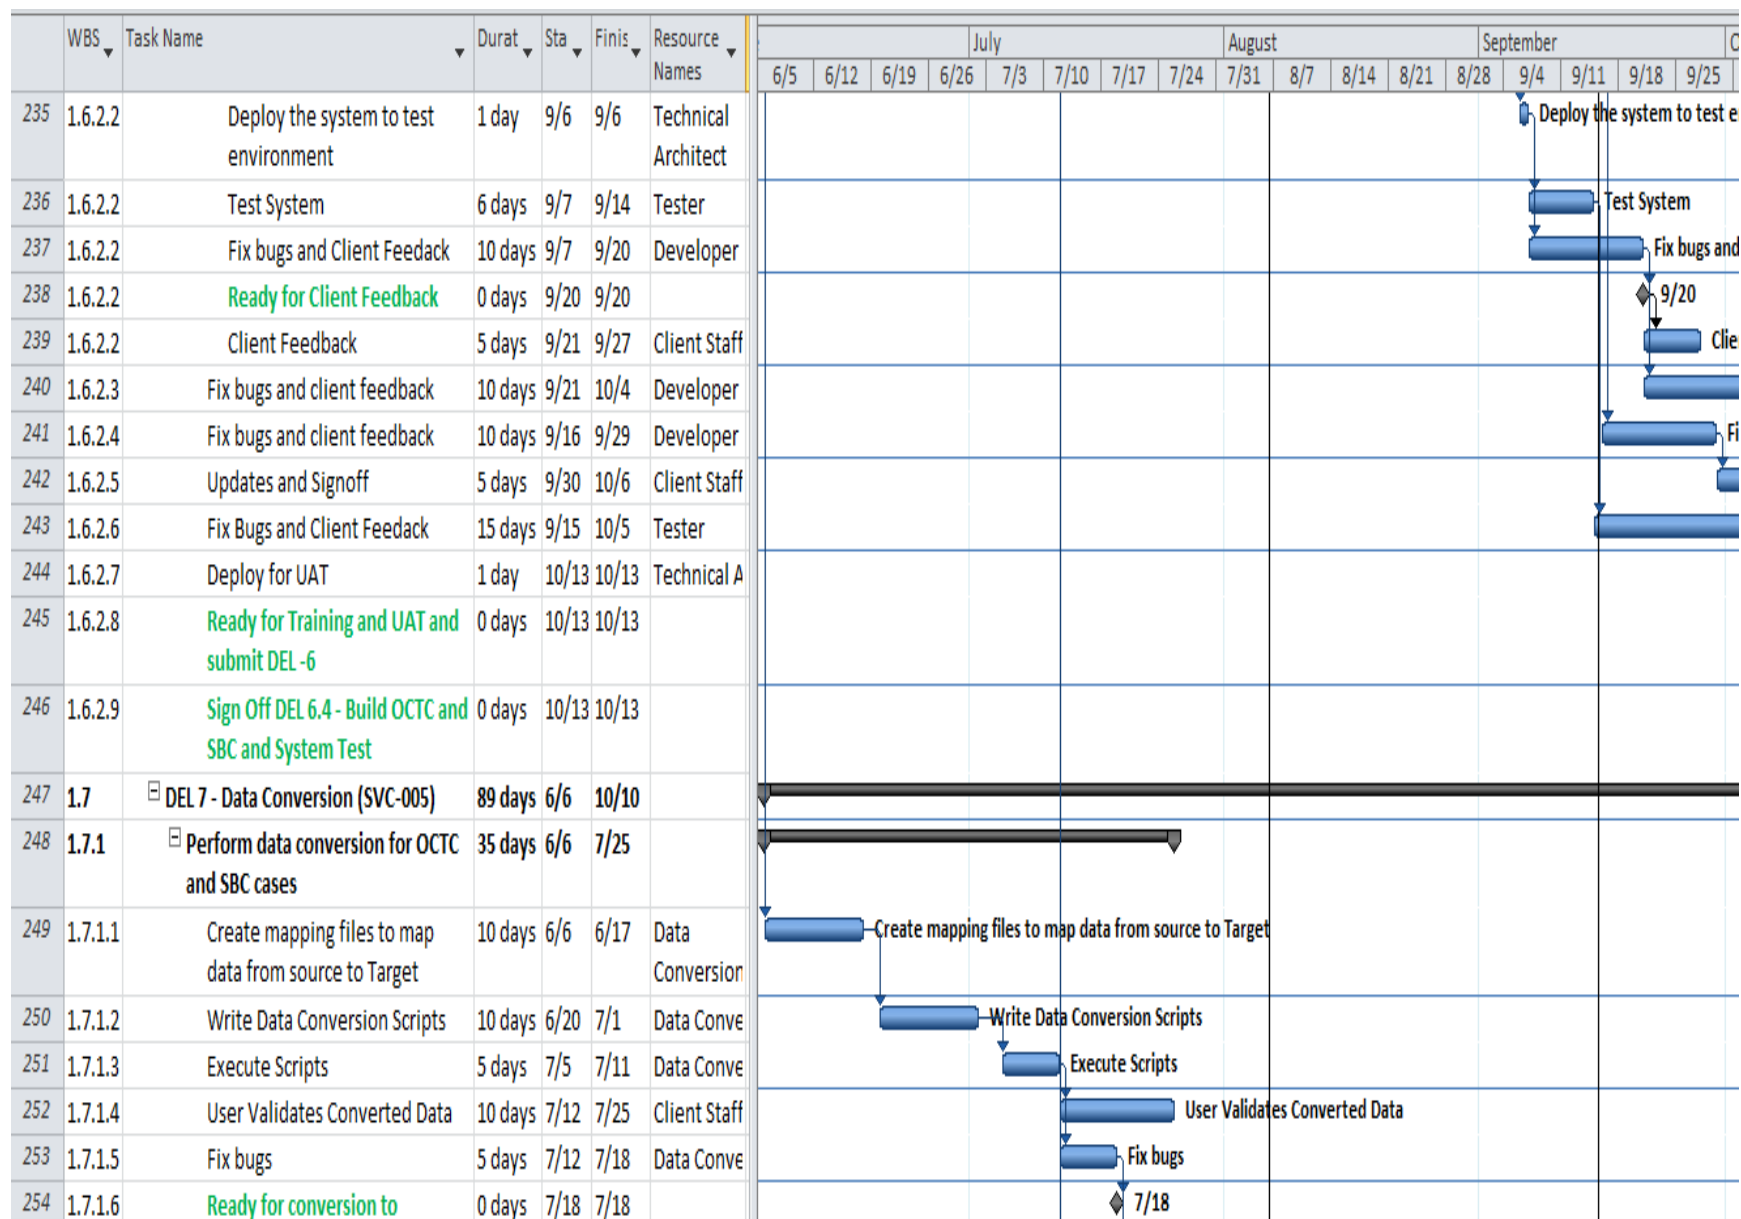 WBS Task Name Durat Sta Finis Resource Names
July August September
6/5 6/12 6/19 6/26 7/3 7/10 7/17 7/24 7/31 8/7 8/14 8/21 8/28 9/4 9/11 9/18 9/25
235 1.6.2.2 Deploy the system to test environment 1 day 9/6 9/6 Technical Architect
Deploy the system to test e
236 1.6.2.2 Test System 6 days 9/7 9/14 Tester
Test System
237 1.6.2.2 Fix bugs and Client Feedack 10 days 9/7 9/20 Developer
Fix bugs and
238 1.6.2.2 Ready for Client Feedback 0 days 9/20 9/20
9/20
239 1.6.2.2 Client Feedback 5 days 9/21 9/27 Client Staff
Clie
240 1.6.2.3 Fix bugs and client feedback 10 days 9/21 10/4 Developer
241 1.6.2.4 Fix bugs and client feedback 10 days 9/16 9/29 Developer
Fi
242 1.6.2.5 Updates and Signoff 5 days 9/30 10/6 Client Staff
243 1.6.2.6 Fix Bugs and Client Feedack 15 days 9/15 10/5 Tester
244 1.6.2.7 Deploy for UAT 1 day 10/13 10/13 Technical A
245 1.6.2.8 Ready for Training and UAT and submit DEL -6 0 days 10/13 10/13
246 1.6.2.9 Sign Off DEL 6.4 - Build OCTC and SBC and System Test 0 days 10/13 10/13
247 1.7 DEL 7 - Data Conversion (SVC-005) 89 days 6/6 10/10
248 1.7.1 Perform data conversion for OCTC and SBC cases 35 days 6/6 7/25
249 1.7.1.1 Create mapping files to map data from source to Target 10 days 6/6 6/17 Data Conversion
Create mapping files to map data from source to Target
250 1.7.1.2 Write Data Conversion Scripts 10 days 6/20 7/1 Data Conve
Write Data Conversion Scripts
251 1.7.1.3 Execute Scripts 5 days 7/5 7/11 Data Conve
Execute Scripts
252 1.7.1.4 User Validates Converted Data 10 days 7/12 7/25 Client Staff
User Validates Converted Data
253 1.7.1.5 Fix bugs 5 days 7/12 7/18 Data Conve
Fix bugs
254 1.7.1.6 Ready for conversion to 0 days 7/18 7/18
7/18